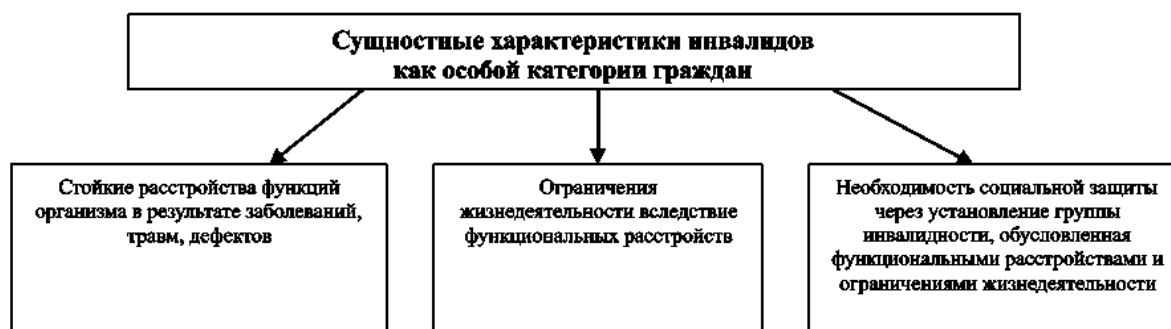 Сущностные характеристики инвалидов
как особой категории граждан
Стойкие расстройства функций
организма в результате заболеваний,
травм, дефектов
Ограничения
жизнедеятельности вследствие
функциональных расстройств
Необходимость социальной защиты
через установление группы
инвалидности, обусловленная
функциональными расстройствами и
ограничениями жизнедеятельности